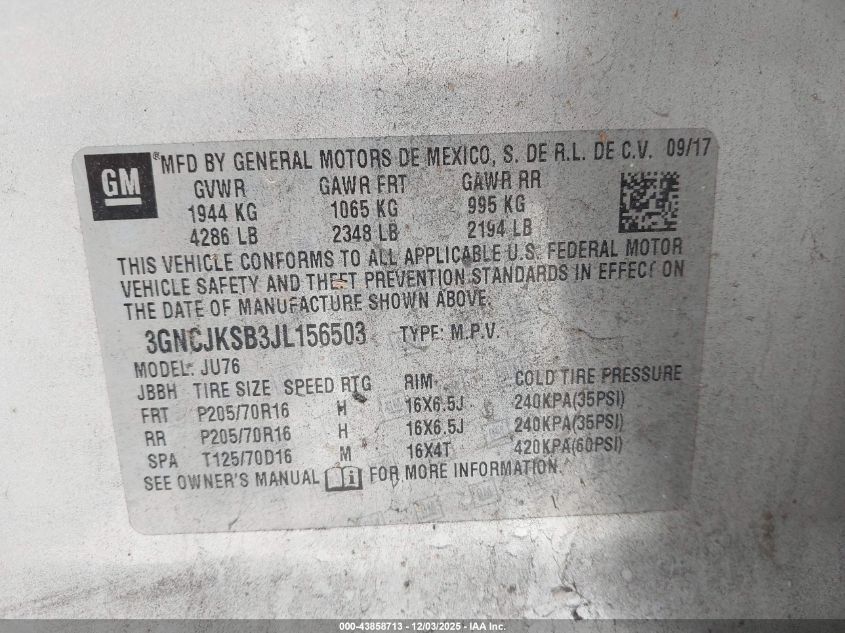 GM
®MFD BY GENERAL MOTORS DE MEXICO, S. DE R.L. DE C.V. 09/17
GVWR GAWR FRT GAWR RR
1944 KG 1065 KG 995 KG
4286 LB 2348 LB 2194 LB
THIS VEHICLE CONFORMS TO ALL APPLICABLE U.S. FEDERAL MOTOR
VEHICLE SAFETY AND THEFT PREVENTION STANDARDS IN EFFECT ON
THE DATE OF MANUFACTURE SHOWN ABOVE.
3GNCJKSB3JL156503 TYPE: M.P.V.
MODEL: JU76
JBBH TIRE SIZE SPEED RTG RIM COLD TIRE PRESSURE
FRT P205/70R16 H 16X6.5J 240KPA(35PSI)
RR P205/70R16 H 16X6.5J 240KPA(35PSI)
SPA T125/70D16 M 16X4T 420KPA(60PSI)
SEE OWNER'S MANUAL FOR MORE INFORMATION.
000-43858713 - 12/03/2025 - IAA Inc.